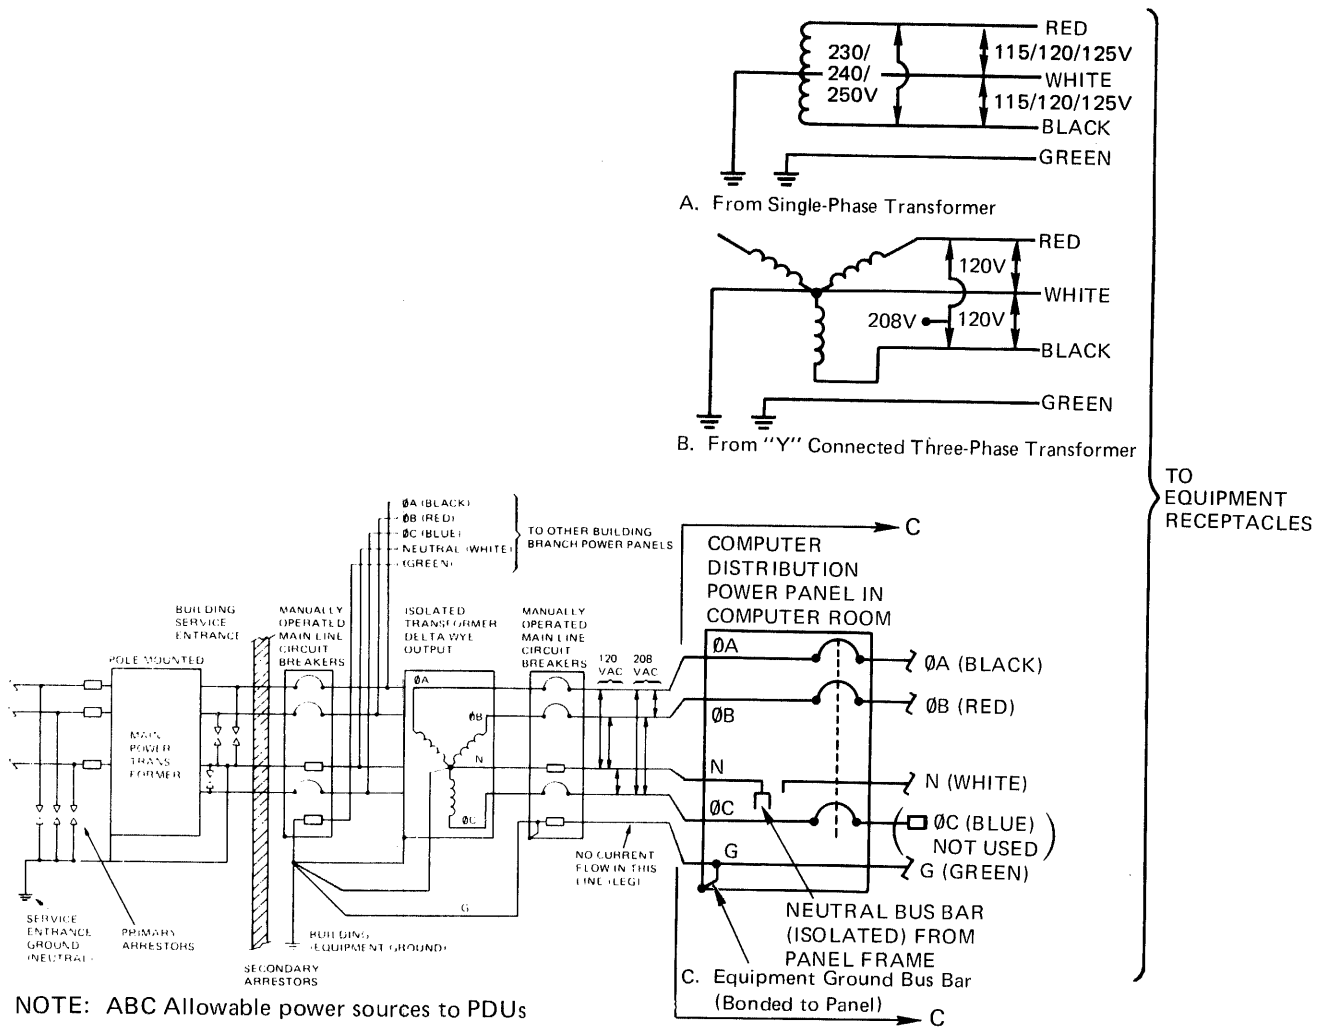 RED
230/
240/
250V
115/120/125V
WHITE
115/120/125V
BLACK
GREEN
A. From Single-Phase Transformer
RED
120V
WHITE
208V
120V
BLACK
GREEN
B. From "Y" Connected Three-Phase Transformer
TO
EQUIPMENT
RECEPTACLES
ØA (BLACK)
ØB (RED)
ØC (BLUE)
NEUTRAL (WHITE)
(GREEN)
TO OTHER BUILDING
BRANCH POWER PANELS
C
COMPUTER
DISTRIBUTION
POWER PANEL IN
COMPUTER ROOM
BUILDING
SERVICE
ENTRANCE
MANUALLY
OPERATED
MAIN LINE
CIRCUIT
BREAKERS
ISOLATED
TRANSFORMER
DELTA WYE
OUTPUT
MANUALLY
OPERATED
MAIN LINE
CIRCUIT
BREAKERS
120
VAC
208
VAC
POLE MOUNTED
MAIN
POWER
TRANS
FORMER
ØA
ØB
N
ØC
ØA
ØB
N
ØC
G
ØA (BLACK)
ØB (RED)
N (WHITE)
ØC (BLUE)
NOT USED
G (GREEN)
NO CURRENT
FLOW IN THIS
LINE (LEG)
G
SERVICE
ENTRANCE
GROUND
(NEUTRAL)
PRIMARY
ARRESTORS
BUILDING
(EQUIPMENT GROUND)
SECONDARY
ARRESTORS
NEUTRAL BUS BAR
(ISOLATED) FROM
PANEL FRAME
C. Equipment Ground Bus Bar
(Bonded to Panel)
C
NOTE: ABC Allowable power sources to PDUs